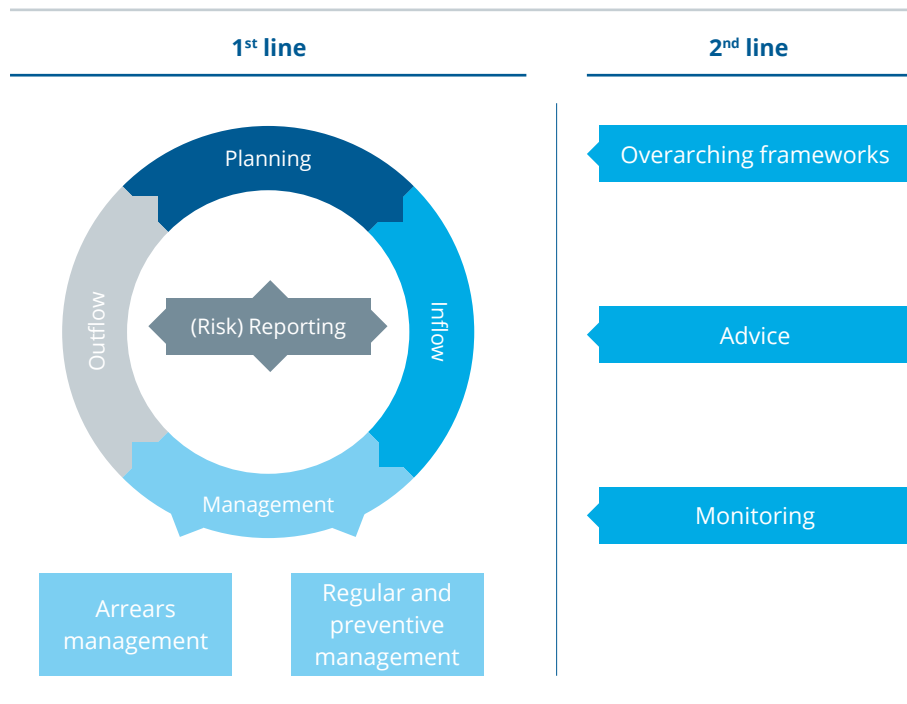 1st line
2nd line
Planning
Overarching frameworks
Outflow
(Risk) Reporting
Inflow
Advice
Management
Monitoring
Arrears
management
Regular and
preventive
management